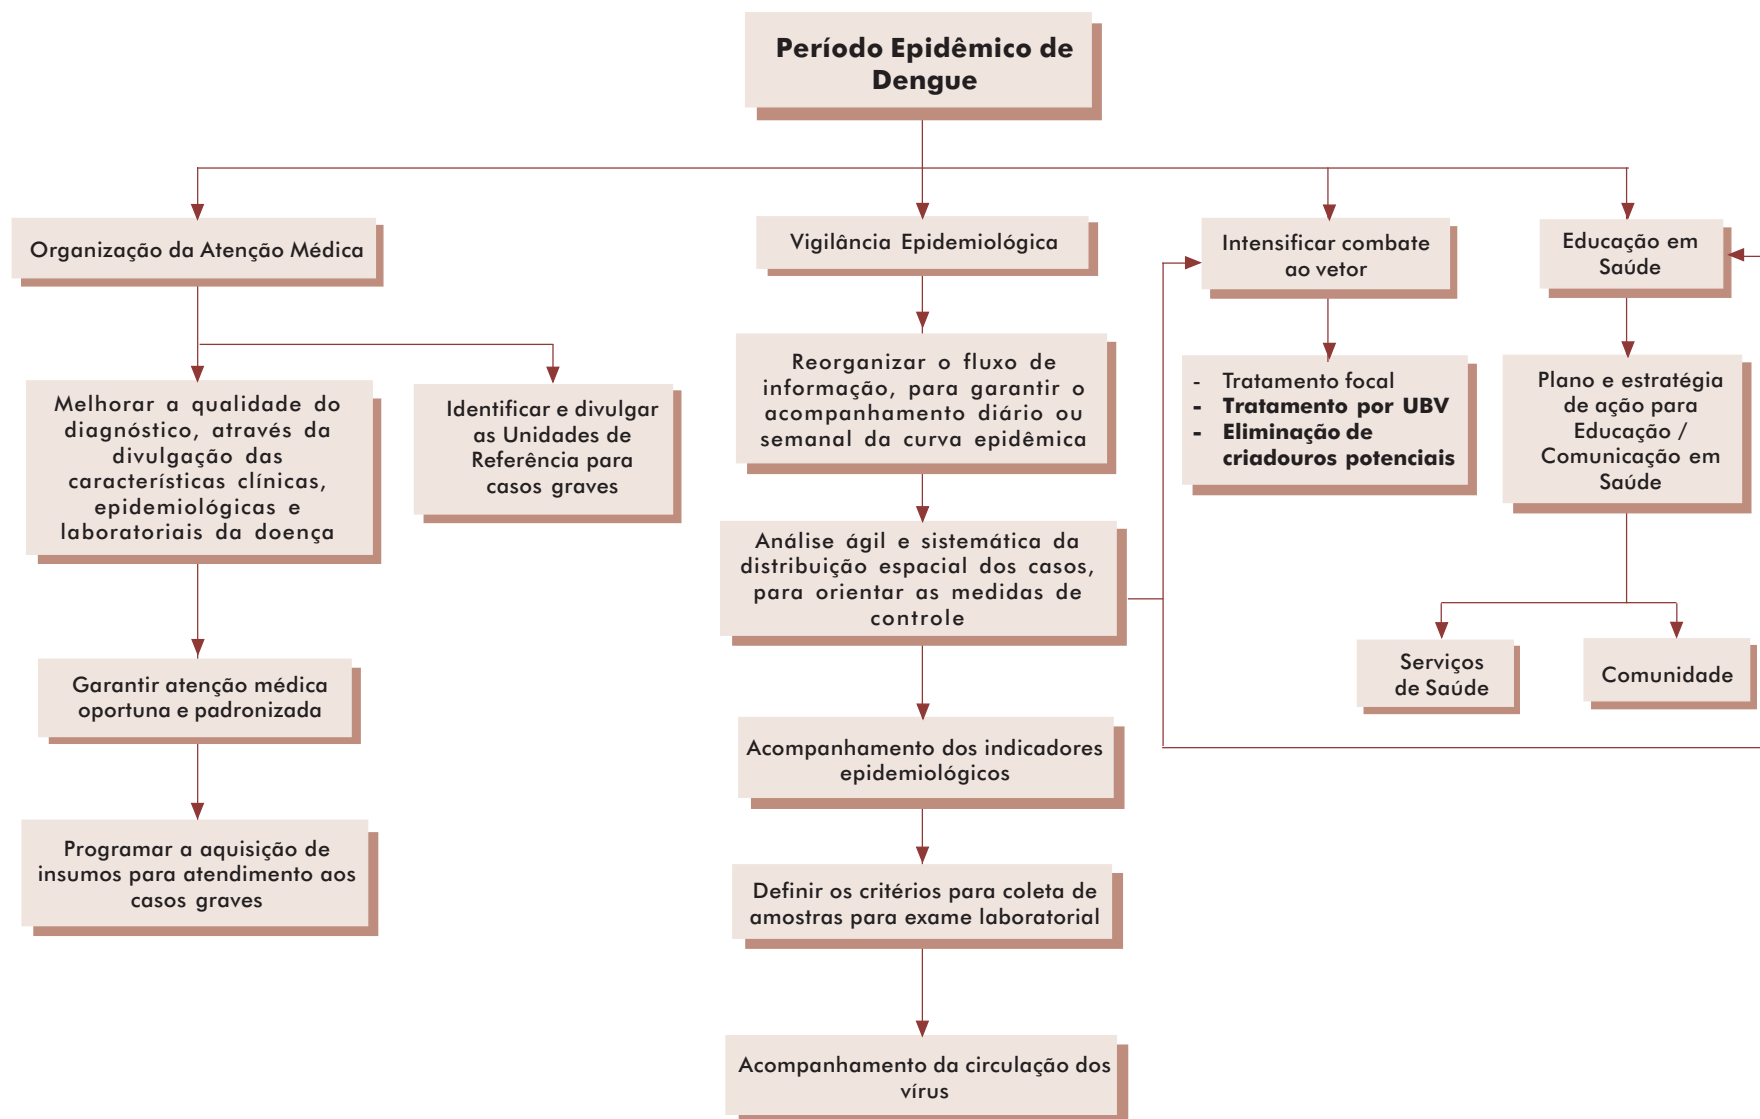 Período Epidêmico de
Dengue
Organização da Atenção Médica
Vigilância Epidemiológica
Intensificar combate
ao vetor
Educação em
Saúde
Melhorar a qualidade do
diagnóstico, através da
divulgação das
características clínicas,
epidemiológicas e
laboratoriais da doença
Identificar e divulgar
as Unidades de
Referência para
casos graves
Reorganizar o fluxo de
informação, para garantir o
acompanhamento diário ou
semanal da curva epidêmica
- Tratamento focal
- Tratamento por UBV
- Eliminação de
criadouros potenciais
Plano e estratégia
de ação para
Educação /
Comunicação em
Saúde
Análise ágil e sistemática da
distribuição espacial dos casos,
para orientar as medidas de
controle
Garantir atenção médica
oportuna e padronizada
Serviços
de Saúde
Comunidade
Acompanhamento dos indicadores
epidemiológicos
Programar a aquisição de
insumos para atendimento aos
casos graves
Definir os critérios para coleta de
amostras para exame laboratorial
Acompanhamento da circulação dos
vírus